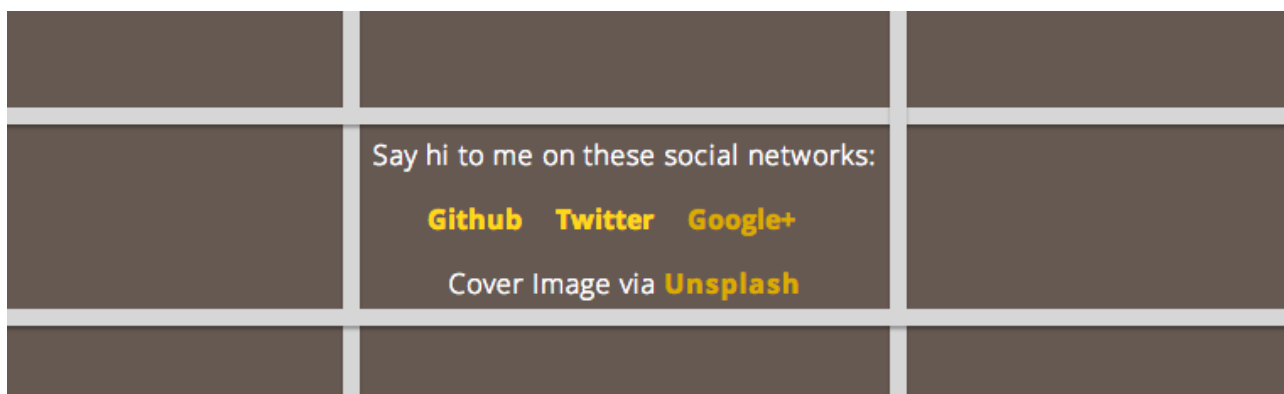 Say hi to me on these social networks:
Github Twitter Google+
Cover Image via Unsplash